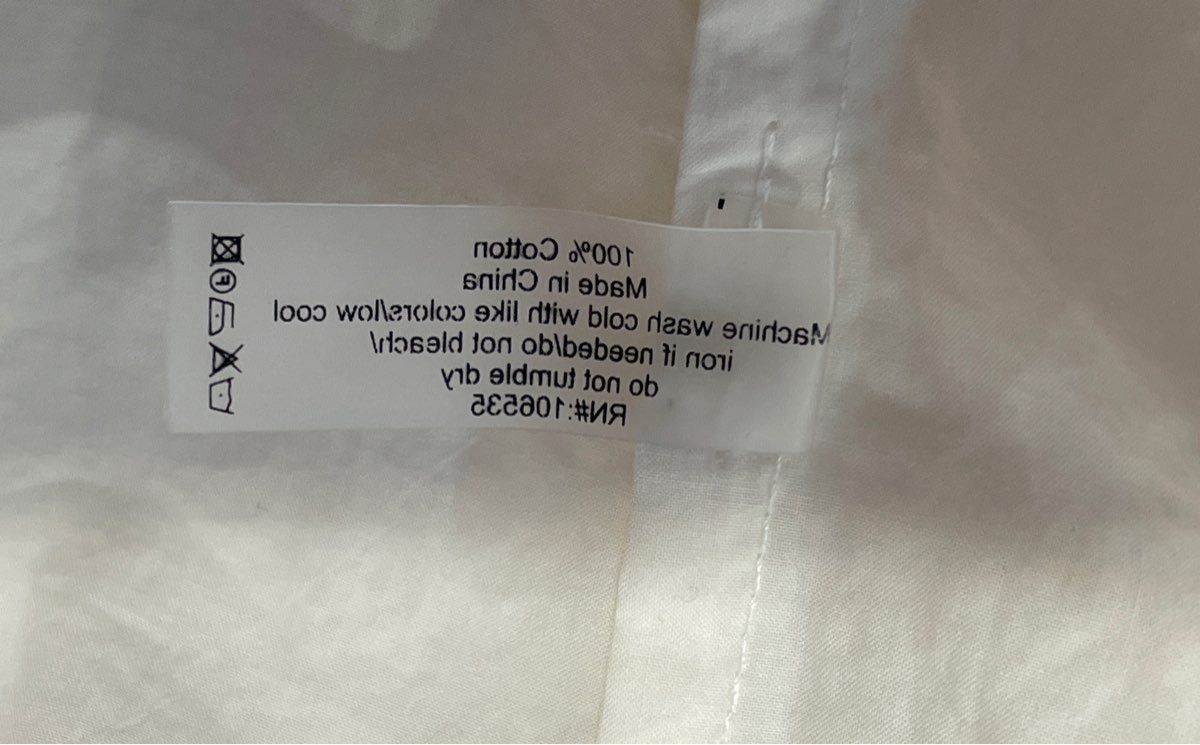 100% Cotton
Made in China
Machine wash cold with like colors/low cool
iron if needed/do not bleach/
do not tumble dry
RN#:106535